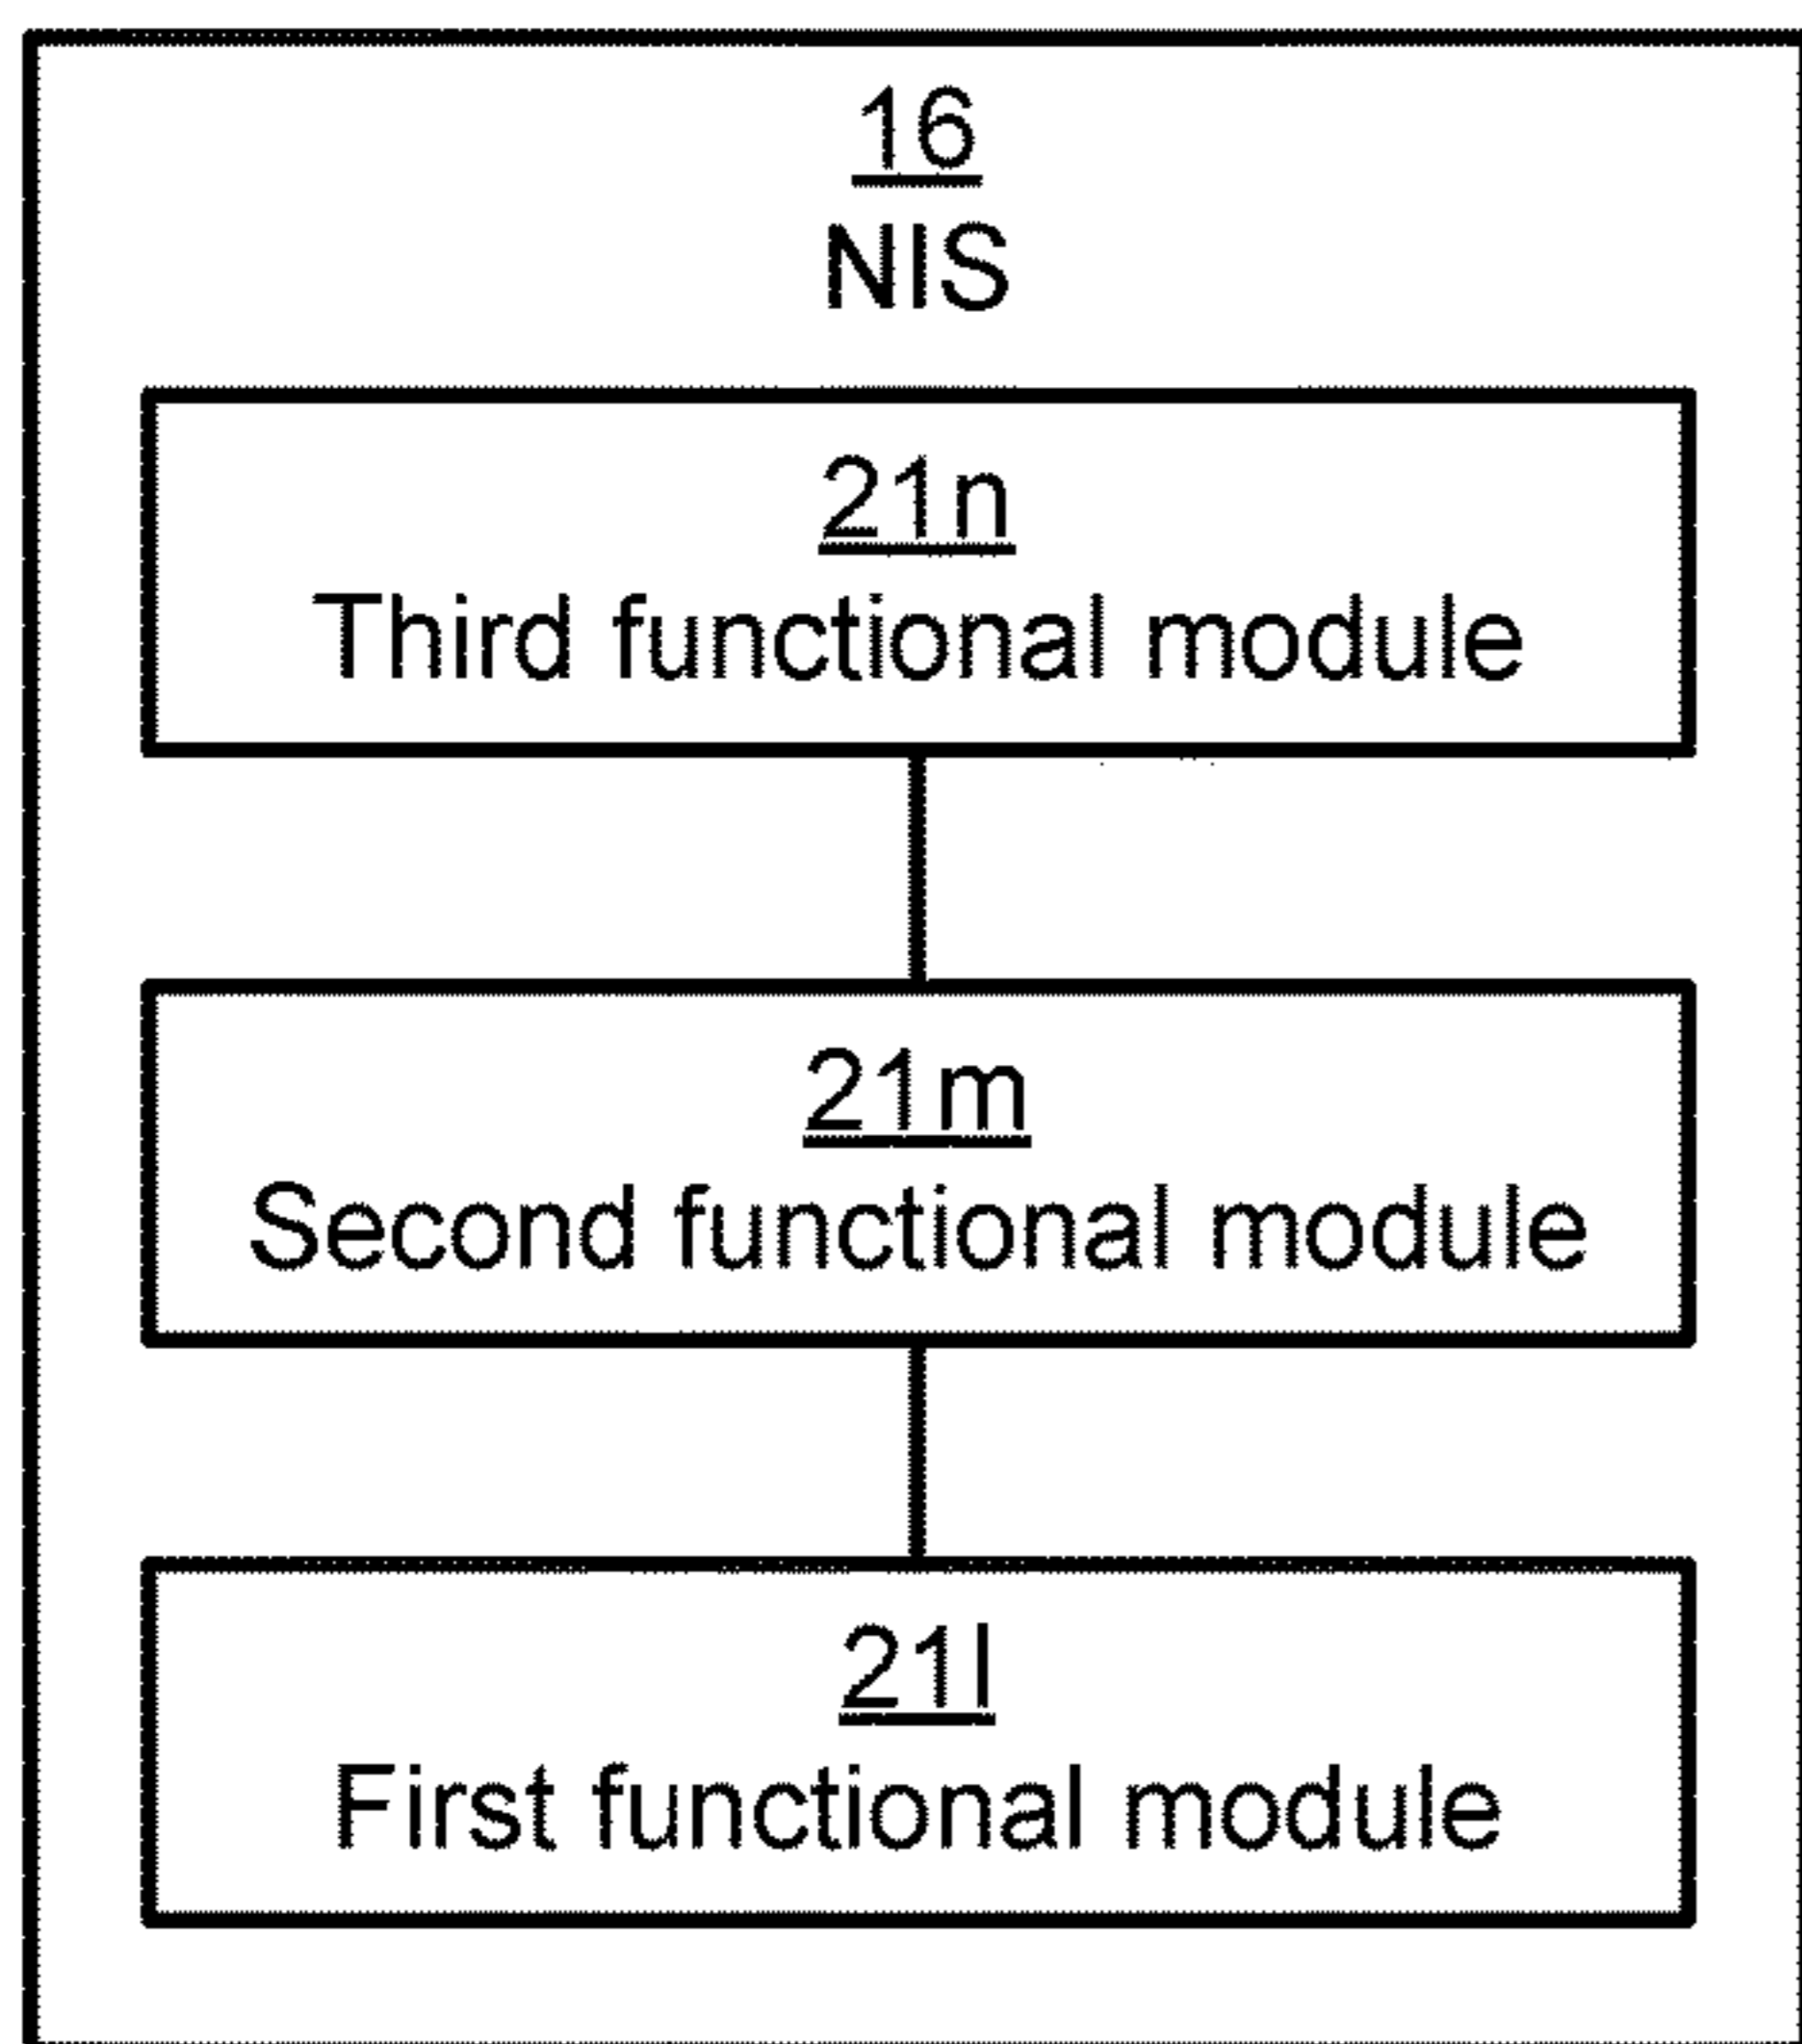 16
NIS
21n
Third functional module
21m
Second functional module
21l
First functional module